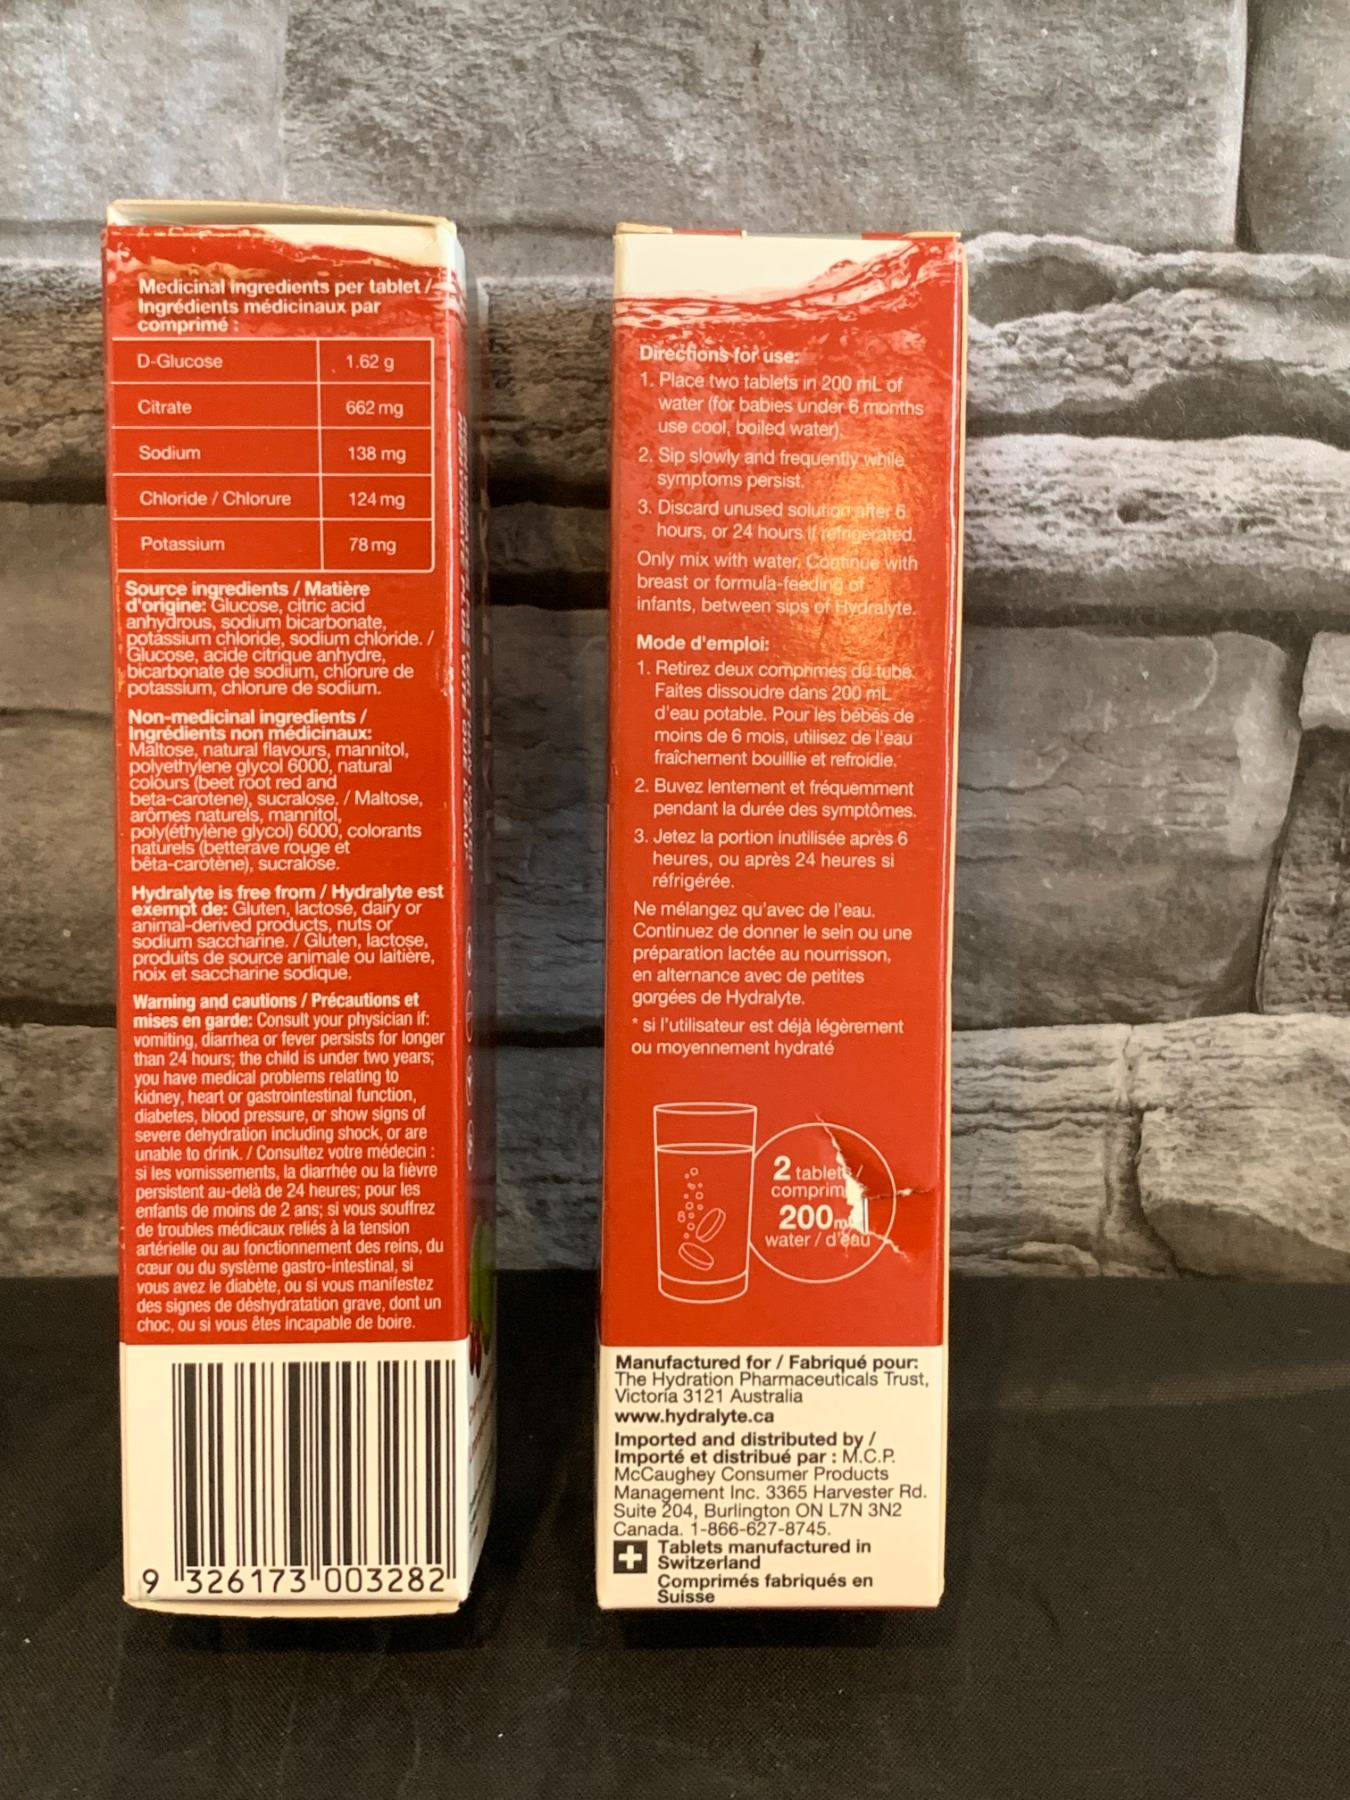 Medicinal ingredients per tablet /
Ingrédients médicinaux par
comprimé :
D-Glucose 1.62 g
Citrate 662 mg
Sodium 138 mg
Chloride / Chlorure 124 mg
Potassium 78 mg
Source ingredients / Matière
d'origine: Glucose, citric acid
anhydrous, sodium bicarbonate,
potassium chloride, sodium chloride. /
Glucose, acide citrique anhydre,
bicarbonate de sodium, chlorure de
potassium, chlorure de sodium.
Non-medicinal ingredients /
Ingrédients non médicinaux:
Maltose, natural flavours, mannitol,
polyethylene glycol 6000, natural
colours (beet root red and
beta-carotene), sucralose. / Maltose,
arômes naturels, mannitol,
poly(éthylène glycol) 6000, colorants
naturels (betterave rouge et
bêta-carotène), sucralose.
Hydralyte is free from / Hydralyte est
exempt de: Gluten, lactose, dairy or
animal-derived products, nuts or
sodium saccharine. / Gluten, lactose,
produits de source animale ou laitière,
noix et saccharine sodique.
Warning and cautions / Précautions et
mises en garde: Consult your physician if:
vomiting, diarrhea or fever persists for longer
than 24 hours; the child is under two years;
you have medical problems relating to
kidney, heart or gastrointestinal function,
diabetes, blood pressure, or show signs of
severe dehydration including shock, or are
unable to drink. / Consultez votre médecin :
si les vomissements, la diarrhée ou la fièvre
persistent au-delà de 24 heures; pour les
enfants de moins de 2 ans; si vous souffrez
de troubles médicaux reliés à la tension
artérielle ou au fonctionnement des reins, du
cœur ou du système gastro-intestinal, si
vous avez le diabète, ou si vous manifestez
des signes de déshydratation grave, dont un
choc, ou si vous êtes incapable de boire.
9 326173 003282
Directions for use:
1. Place two tablets in 200 mL of
water (for babies under 6 months
use cool, boiled water).
2. Sip slowly and frequently while
symptoms persist.
3. Discard unused solution after 6
hours, or 24 hours if refrigerated.
Only mix with water. Continue with
breast or formula-feeding of
infants, between sips of Hydralyte.
Mode d'emploi:
1. Retirez deux comprimés du tube.
Faites dissoudre dans 200 mL
d'eau potable. Pour les bébés de
moins de 6 mois, utilisez de l'eau
fraîchement bouillie et refroidie.
2. Buvez lentement et fréquemment
pendant la durée des symptômes.
3. Jetez la portion inutilisée après 6
heures, ou après 24 heures si
réfrigérée.
Ne mélangez qu'avec de l'eau.
Continuez de donner le sein ou une
préparation lactée au nourrisson,
en alternance avec de petites
gorgées de Hydralyte.
* si l'utilisateur est déjà légèrement
ou moyennement hydraté
2 tablets /
comprim
200m
water / d'eau
Manufactured for / Fabriqué pour:
The Hydration Pharmaceuticals Trust,
Victoria 3121 Australia
www.hydralyte.ca
Imported and distributed by /
Importé et distribué par : M.C.P.
McCaughey Consumer Products
Management Inc. 3365 Harvester Rd.
Suite 204, Burlington ON L7N 3N2
Canada. 1-866-627-8745.
Tablets manufactured in
Switzerland
Comprimés fabriqués en
Suisse